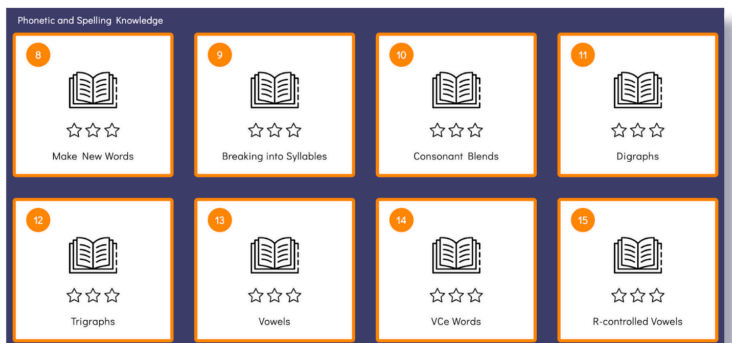 Phonetic and Spelling Knowledge
8 9 10 11
Make New Words Breaking into Syllables Consonant Blends Digraphs
12 13 14 15
Trigraphs Vowels VCe Words R-controlled Vowels